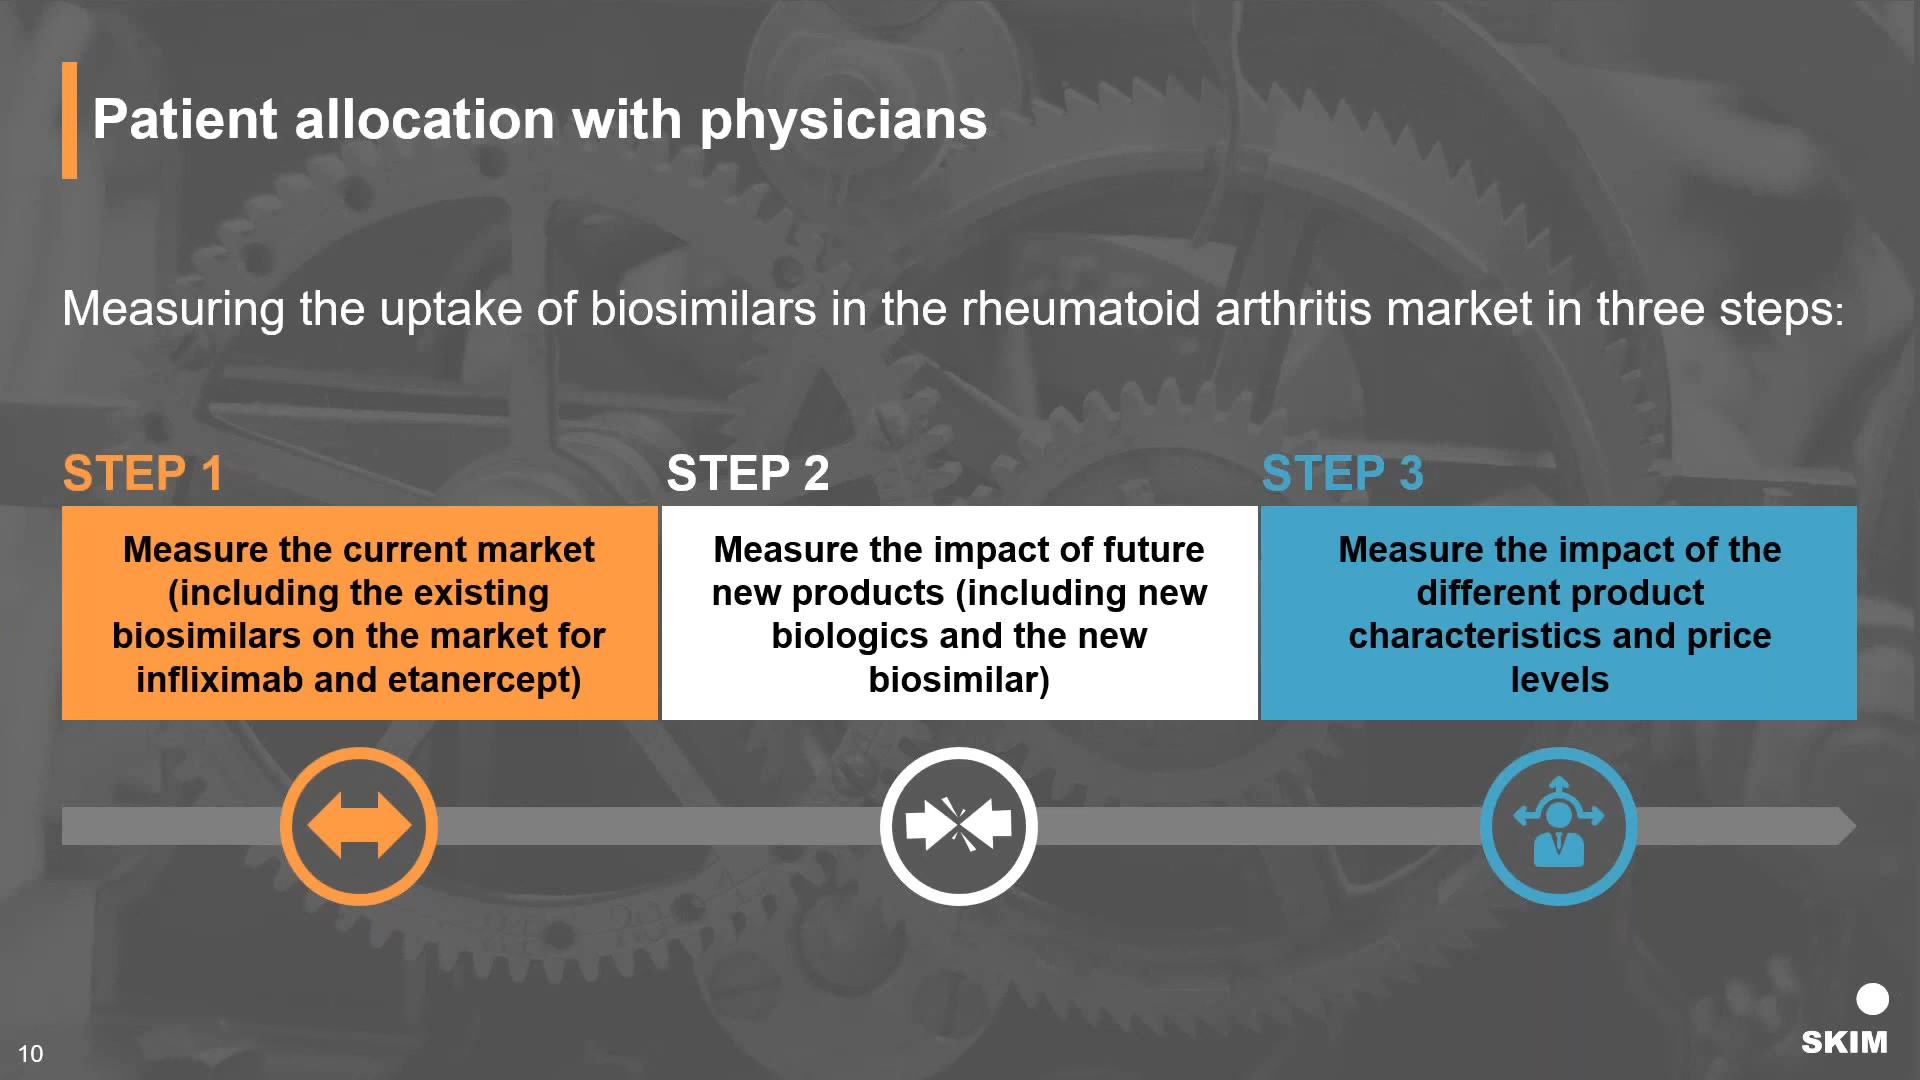 Patient allocation with physicians
Measuring the uptake of biosimilars in the rheumatoid arthritis market in three steps:
STEP 1
Measure the current market
(including the existing
biosimilars on the market for
infliximab and etanercept)
STEP 2
Measure the impact of future
new products (including new
biologics and the new
biosimilar)
STEP 3
Measure the impact of the
different product
characteristics and price
levels
10
SKIM